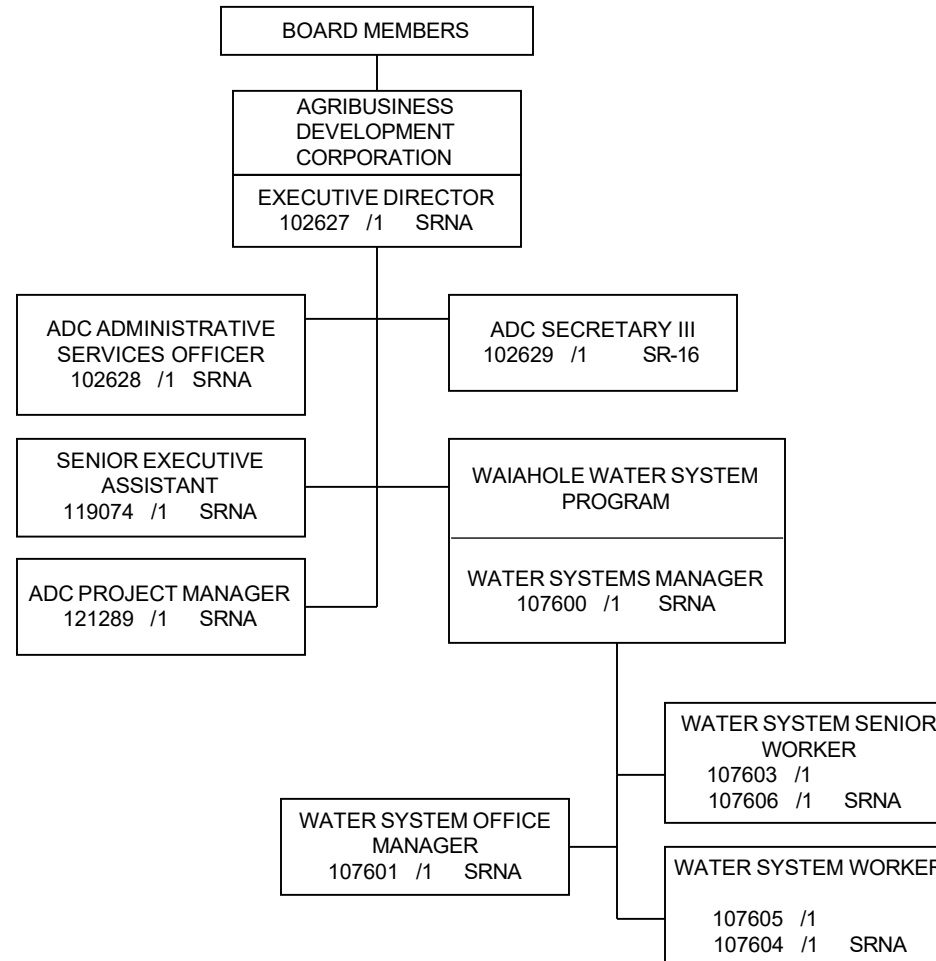 BOARD MEMBERS
AGRIBUSINESS
DEVELOPMENT
CORPORATION
EXECUTIVE DIRECTOR
102627 /1 SRNA
ADC ADMINISTRATIVE
SERVICES OFFICER
102628 /1 SRNA
ADC SECRETARY III
102629 /1 SR-16
SENIOR EXECUTIVE
ASSISTANT
119074 /1 SRNA
WAIAHOLE WATER SYSTEM
PROGRAM
WATER SYSTEMS MANAGER
107600 /1 SRNA
ADC PROJECT MANAGER
121289 /1 SRNA
WATER SYSTEM SENIOR
WORKER
107603 /1
107606 /1 SRNA
WATER SYSTEM OFFICE
MANAGER
107601 /1 SRNA
WATER SYSTEM WORKER
107605 /1
107604 /1 SRNA